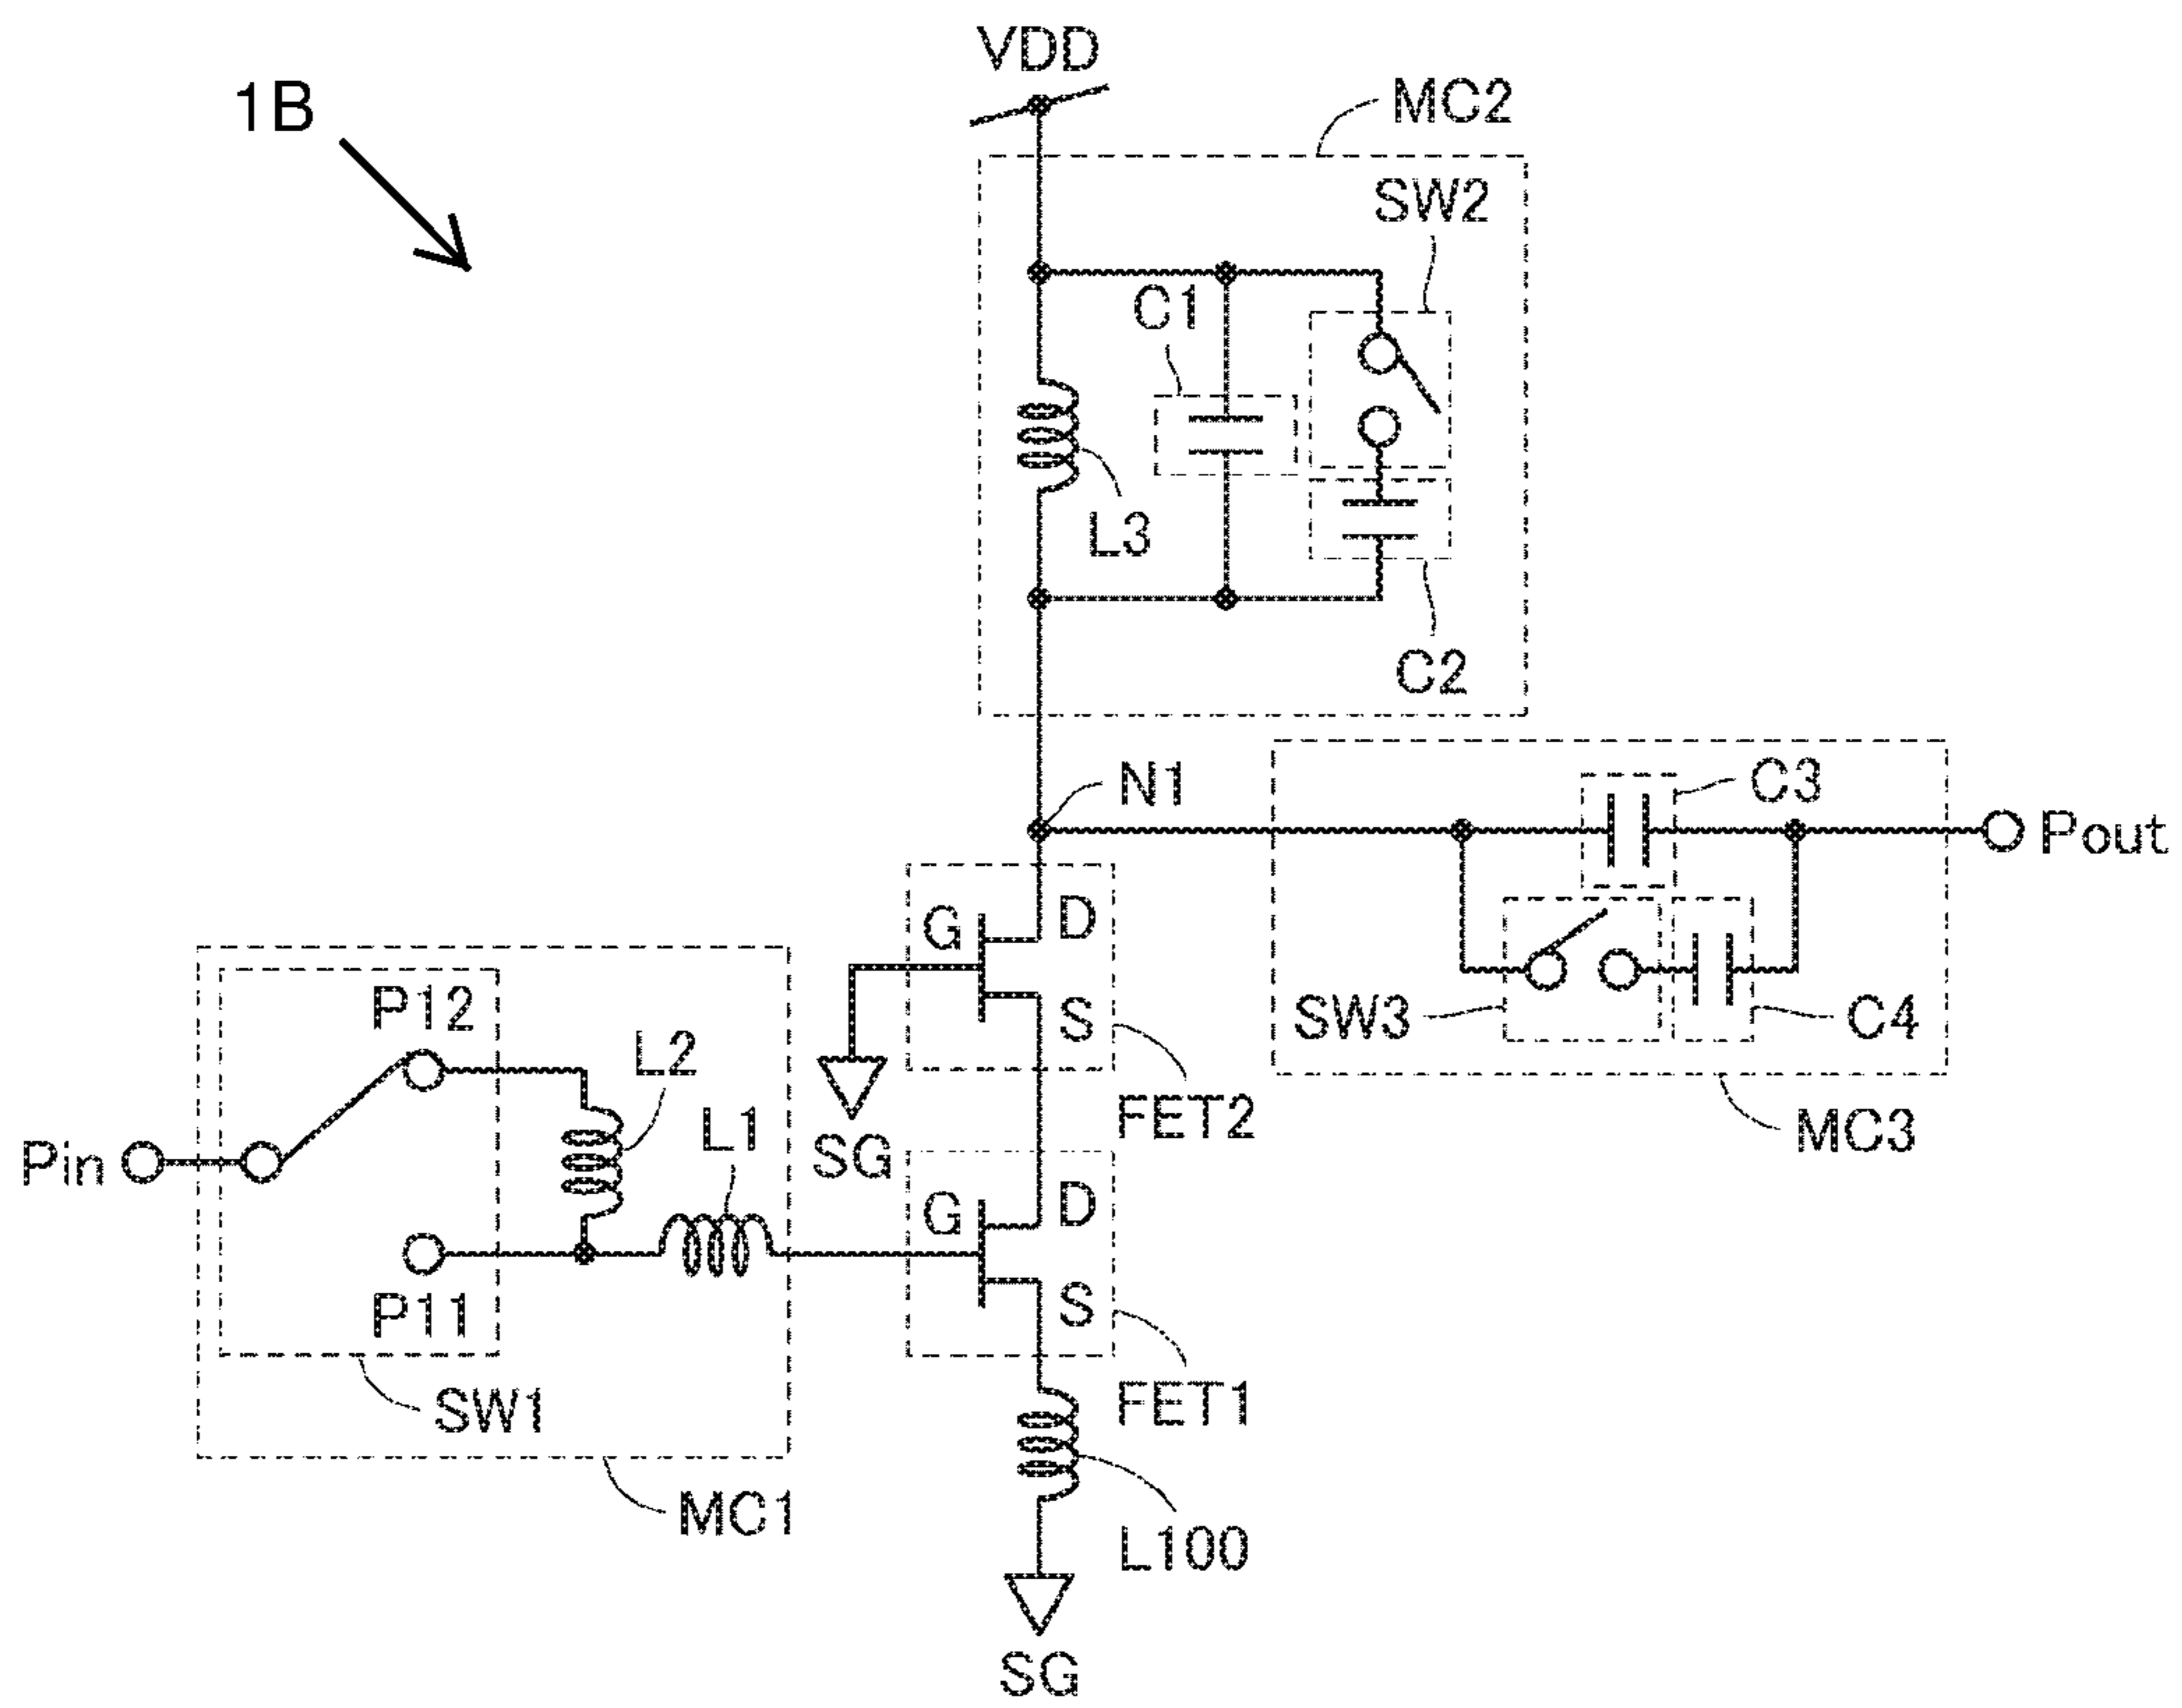 VDD
1B
MC2
SW2
C1
L3
C2
N1
C3
Pout
G
D
S
SW3
C4
P12
L2
L1
FET2
MC3
Pin
SG
G
D
S
P11
SW1
FET1
MC1
L100
SG